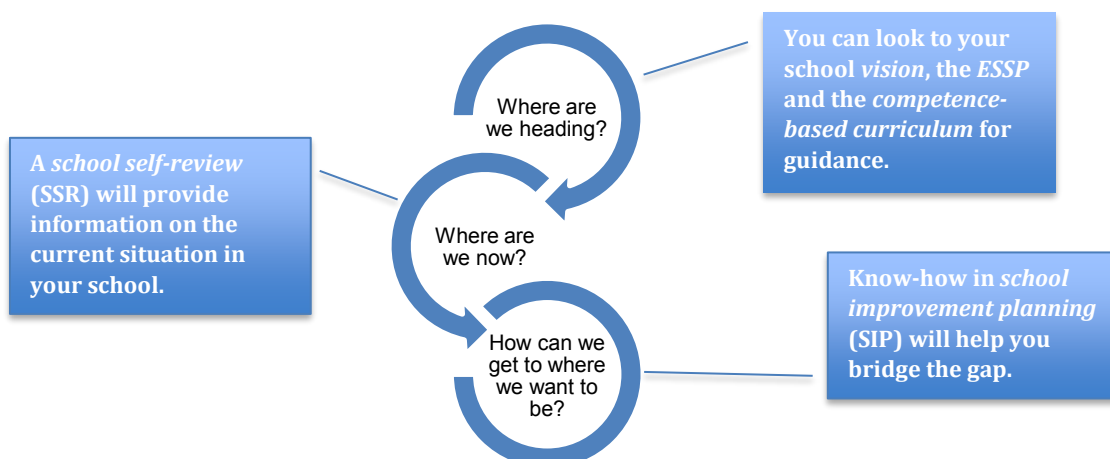 Where are
we heading?
You can look to your
school vision, the ESSP
and the competence-
based curriculum for
guidance.
A school self-review
(SSR) will provide
information on the
current situation in
your school.
Where are
we now?
How can we
get to where
we want to
be?
Know-how in school
improvement planning
(SIP) will help you
bridge the gap.